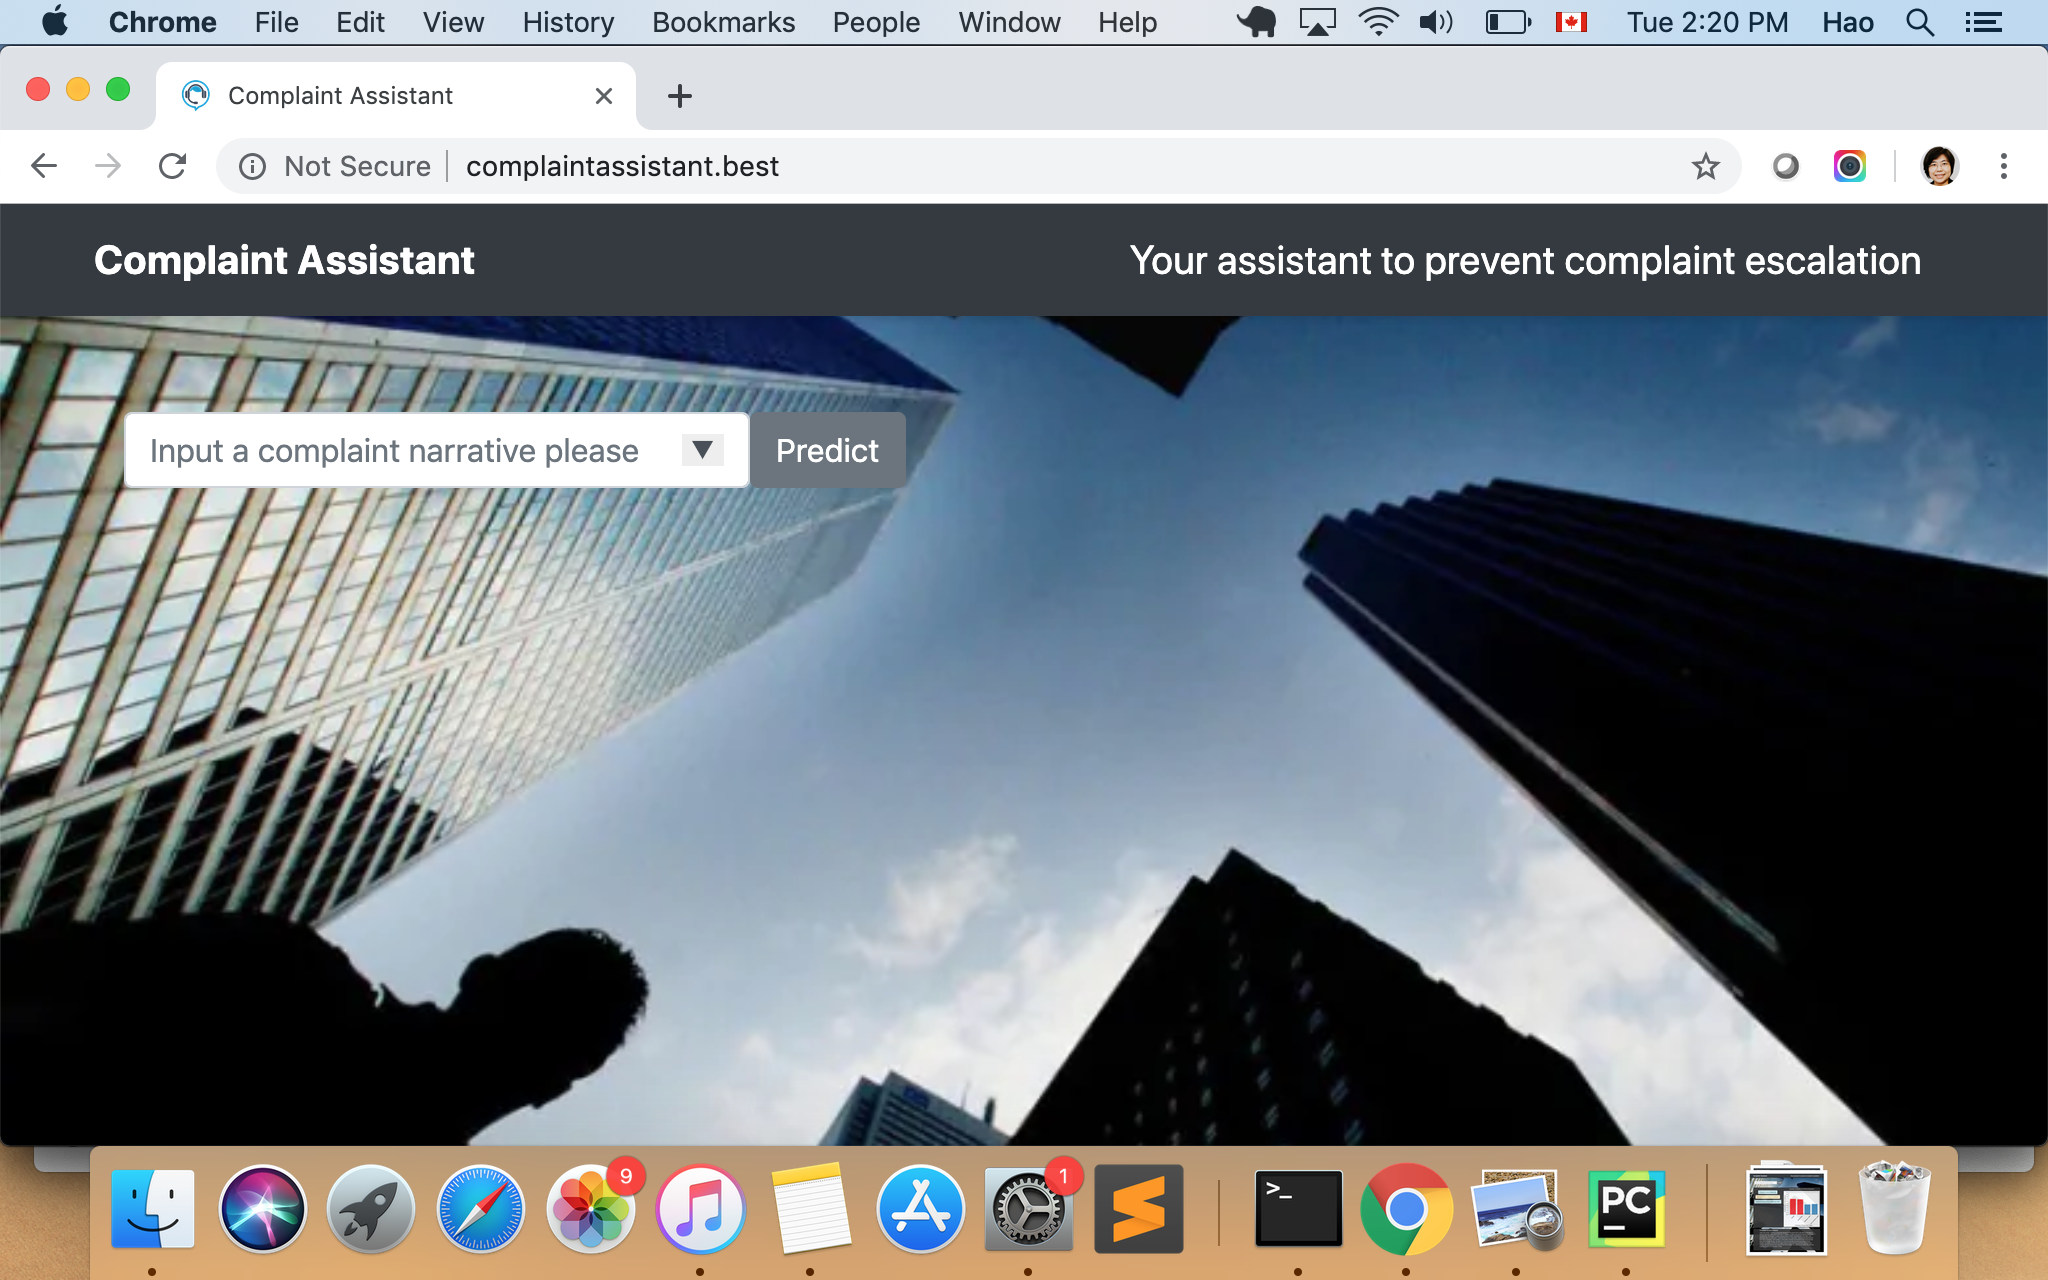 Chrome File Edit View History Bookmarks People Window Help Tue 2:20 PM Hao
Complaint Assistant
Not Secure complaintassistant.best
Complaint Assistant Your assistant to prevent complaint escalation
Input a complaint narrative please ▼ Predict
9
1
>_
PC